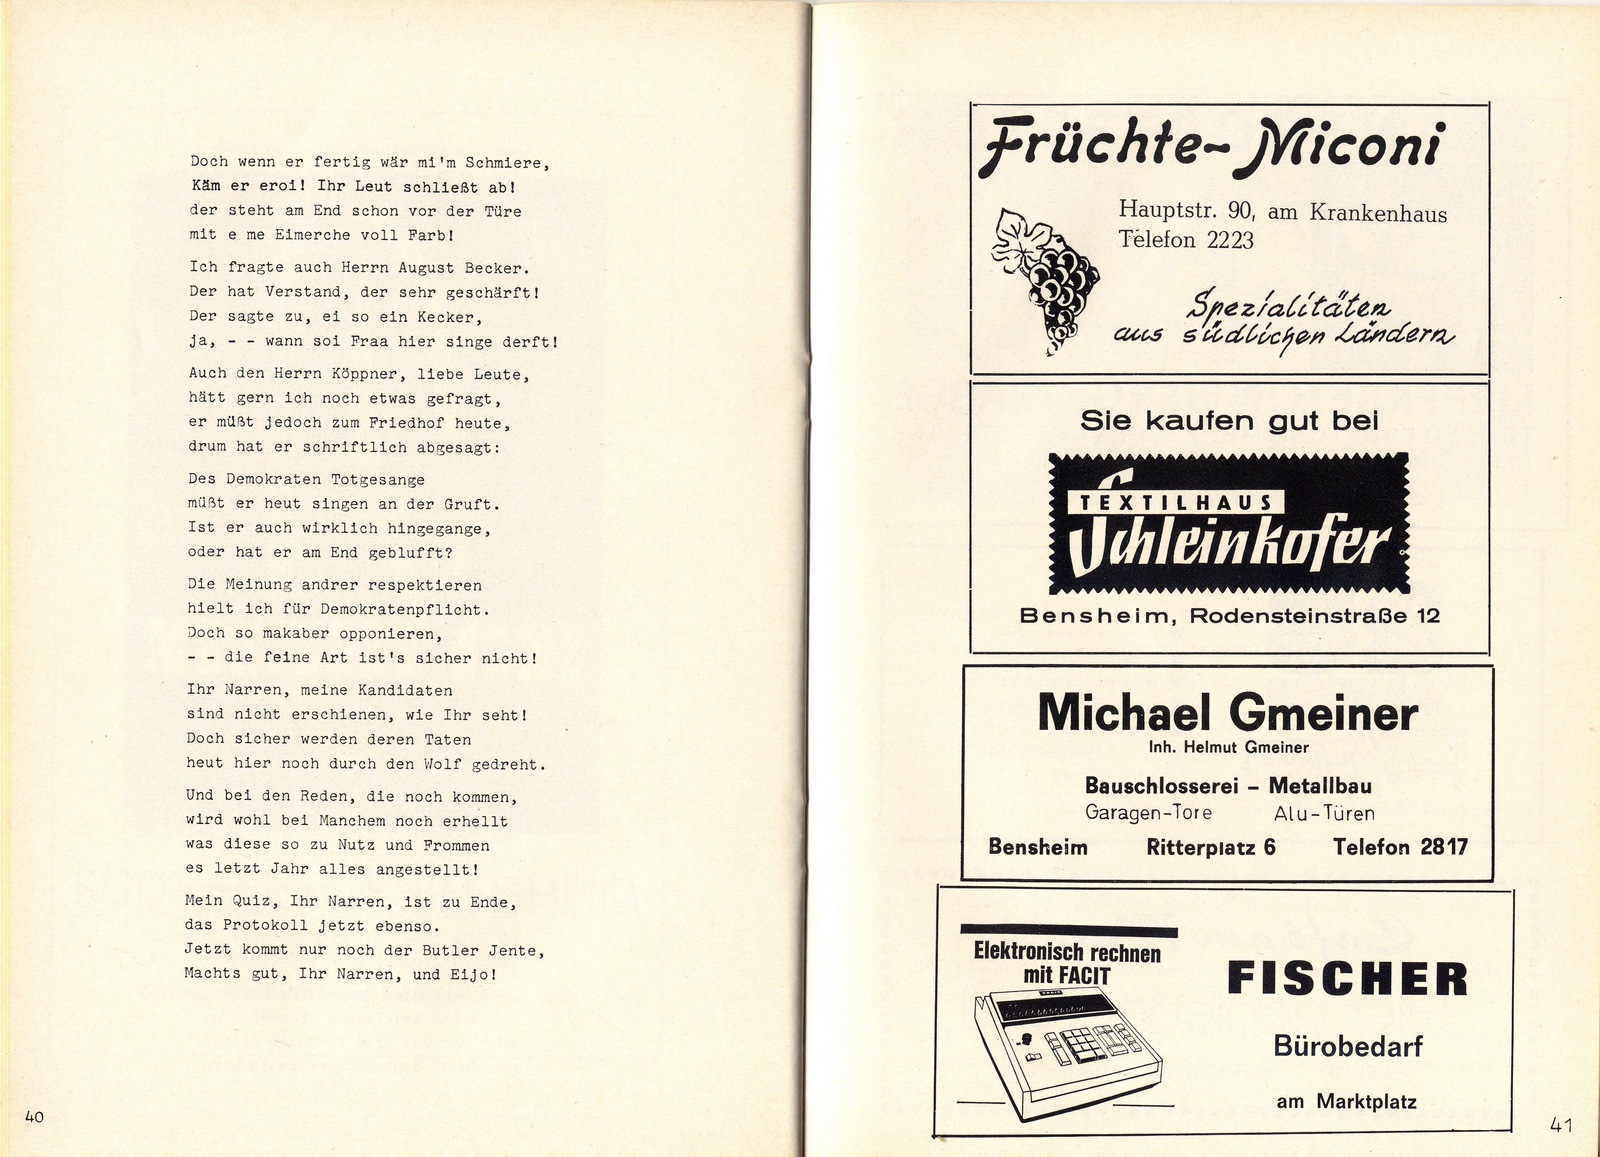 Doch wenn er fertig wär mi'm Schmiere,
Käm er eroi! Ihr Leut schließt ab!
der steht am End schon vor der Türe
mit e me Eimerche voll Farb!
Ich fragte auch Herrn August Becker.
Der hat Verstand, der sehr geschärft!
Der sagte zu, ei so ein Kecker,
ja, - - wann soi Fraa hier singe derft!
Auch den Herrn Köppner, liebe Leute,
hätt gern ich noch etwas gefragt,
er müßt jedoch zum Friedhof heute,
drum hat er schriftlich abgesagt:
Des Demokraten Totgesange
müßt er heut singen an der Gruft.
Ist er auch wirklich hingegange,
oder hat er am End geblufft?
Die Meinung andrer respektieren
hielt ich für Demokratenpflicht.
Doch so makaber opponieren,
- - die feine Art ist's sicher nicht!
Ihr Narren, meine Kandidaten
sind nicht erschienen, wie Ihr seht!
Doch sicher werden deren Taten
heut hier noch durch den Wolf gedreht.
Und bei den Reden, die noch kommen,
wird wohl bei Manchem noch erhellt
was diese so zu Nutz und Frommen
es letzt Jahr alles angestellt!
Mein Quiz, Ihr Narren, ist zu Ende,
das Protokoll jetzt ebenso.
Jetzt kommt nur noch der Butler Jente,
Machts gut, Ihr Narren, und Eijo!
40
Früchte-Miconi
Hauptstr. 90, am Krankenhaus
Telefon 2223
Spezialitäten
aus südlichen Ländern
Sie kaufen gut bei
TEXTILHAUS
Schleinkofer
Bensheim, Rodensteinstraße 12
Michael Gmeiner
Inh. Helmut Gmeiner
Bauschlosserei – Metallbau
Garagen-Tore Alu-Türen
Bensheim Ritterplatz 6 Telefon 2817
Elektronisch rechnen
mit FACIT
FACIT
FISCHER
Bürobedarf
am Marktplatz
41